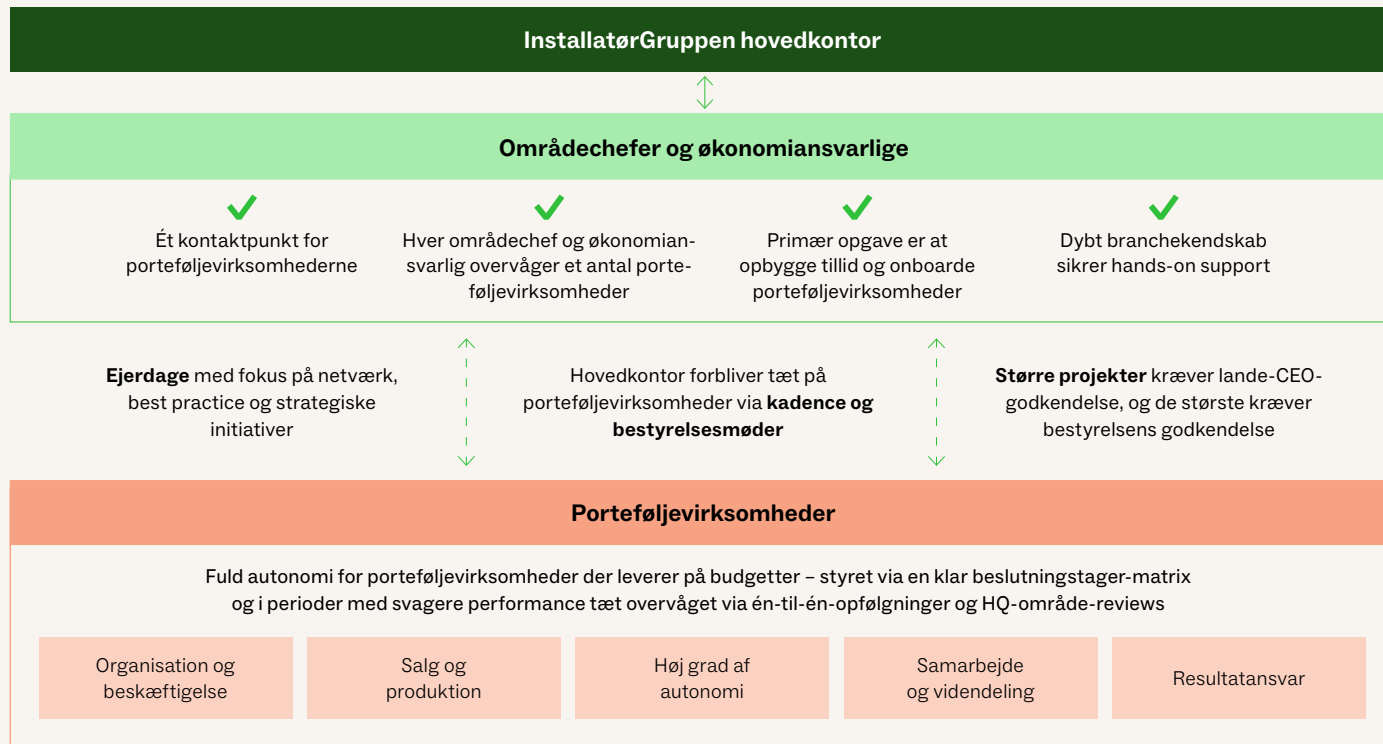 InstallatørGruppen hovedkontor
Områdechefer og økonomiansvarlige
Ét kontaktpunkt for
porteføljevirksomhederne
Hver områdechef og økonomian-
svarlig overvåger et antal porte-
føljevirksomheder
Primær opgave er at
opbygge tillid og onboarde
porteføljevirksomheder
Dybt branchekendskab
sikrer hands-on support
Ejerdage med fokus på netværk,
best practice og strategiske
initiativer
Hovedkontor forbliver tæt på
porteføljevirksomheder via kadence og
bestyrelsesmøder
Større projekter kræver lande-CEO-
godkendelse, og de største kræver
bestyrelsens godkendelse
Porteføljevirksomheder
Fuld autonomi for porteføljevirksomheder der leverer på budgetter – styret via en klar beslutningstager-matrix
og i perioder med svagere performance tæt overvåget via én-til-én-opfølgninger og HQ-område-reviews
Organisation og
beskæftigelse
Salg og
produktion
Høj grad af
autonomi
Samarbejde
og videndeling
Resultatansvar